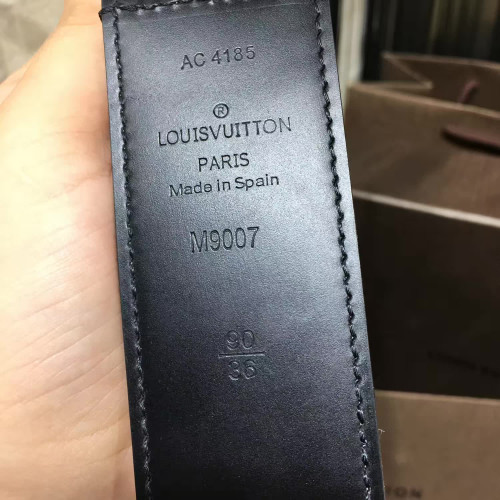 AC 4185
®
LOUISVUITTON
PARIS
Made in Spain
M9007
90
36